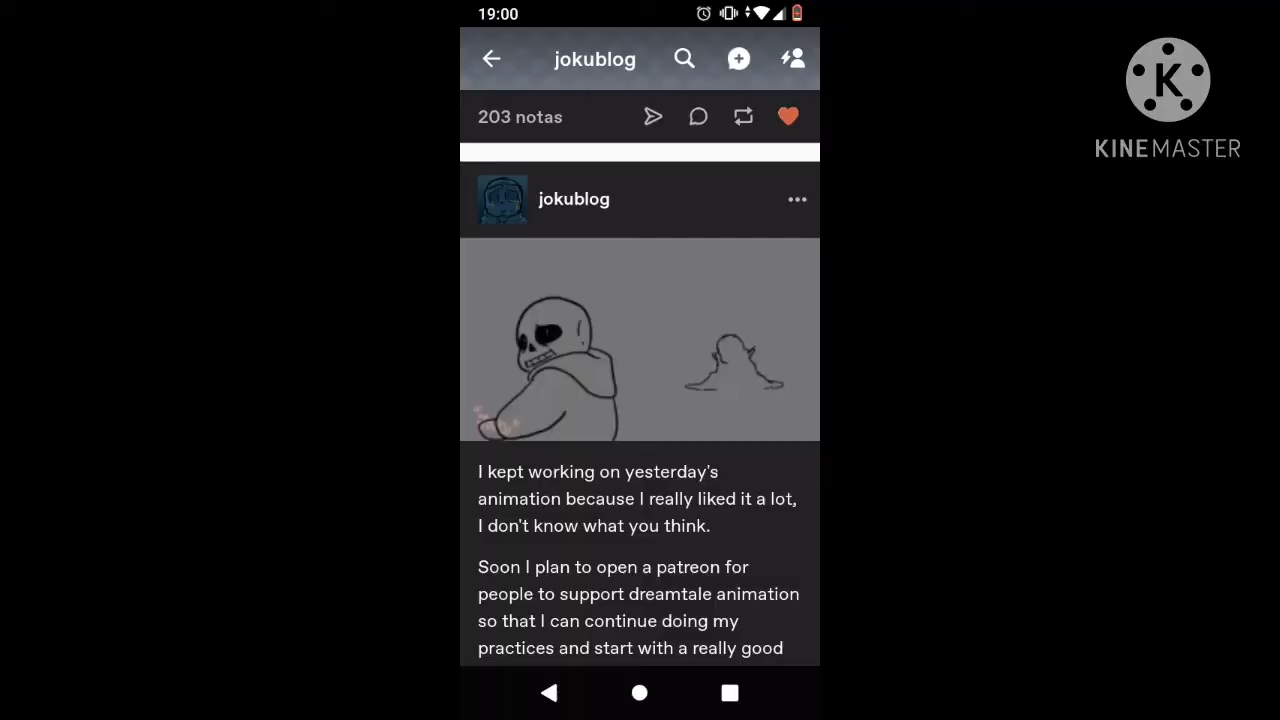 19:00
jokublog
203 notas
jokublog
I kept working on yesterday's
animation because I really liked it a lot,
I don't know what you think.
Soon I plan to open a patreon for
people to support dreamtale animation
so that I can continue doing my
practices and start with a really good
K
KINEMASTER